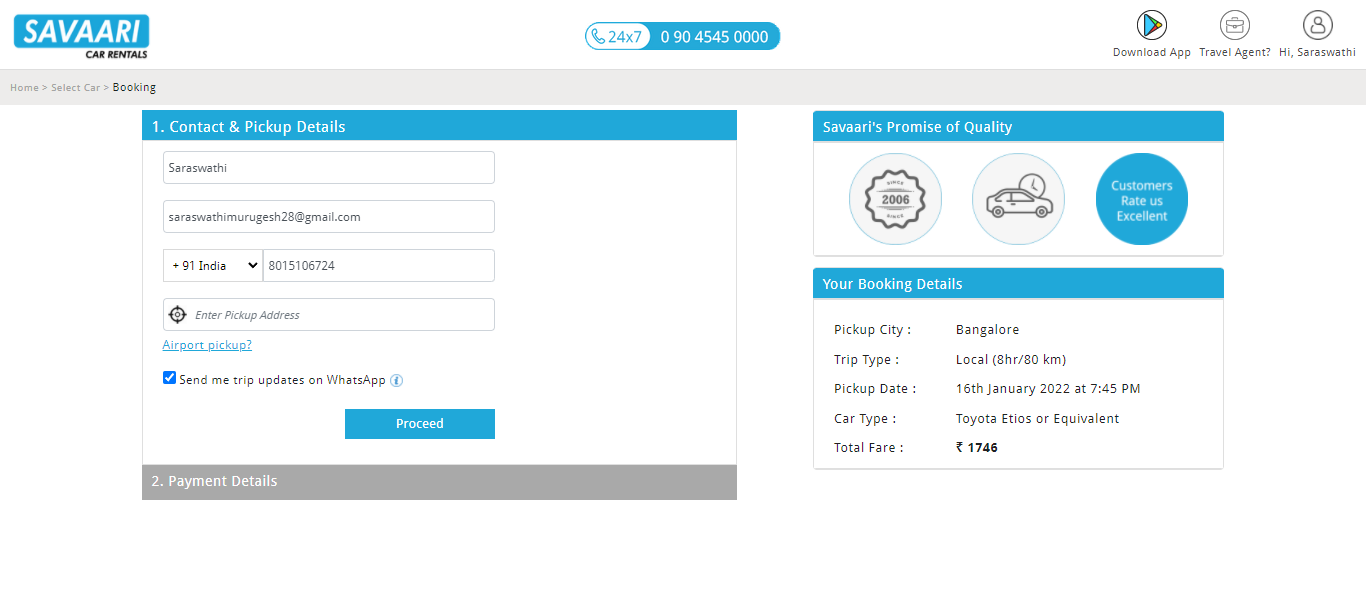 SAVAARI
CAR RENTALS
24x7 0 90 4545 0000
Download App
Travel Agent?
Hi, Saraswathi
Home > Select Car > Booking
1. Contact & Pickup Details
Saraswathi
saraswathimurugesh28@gmail.com
+ 91 India 8015106724
Enter Pickup Address
Airport pickup?
Send me trip updates on WhatsApp i
Proceed
2. Payment Details
Savaari's Promise of Quality
SINCE
2006
SINCE
Customers
Rate us
Excellent
Your Booking Details
Pickup City : Bangalore
Trip Type : Local (8hr/80 km)
Pickup Date : 16th January 2022 at 7:45 PM
Car Type : Toyota Etios or Equivalent
Total Fare : ₹ 1746